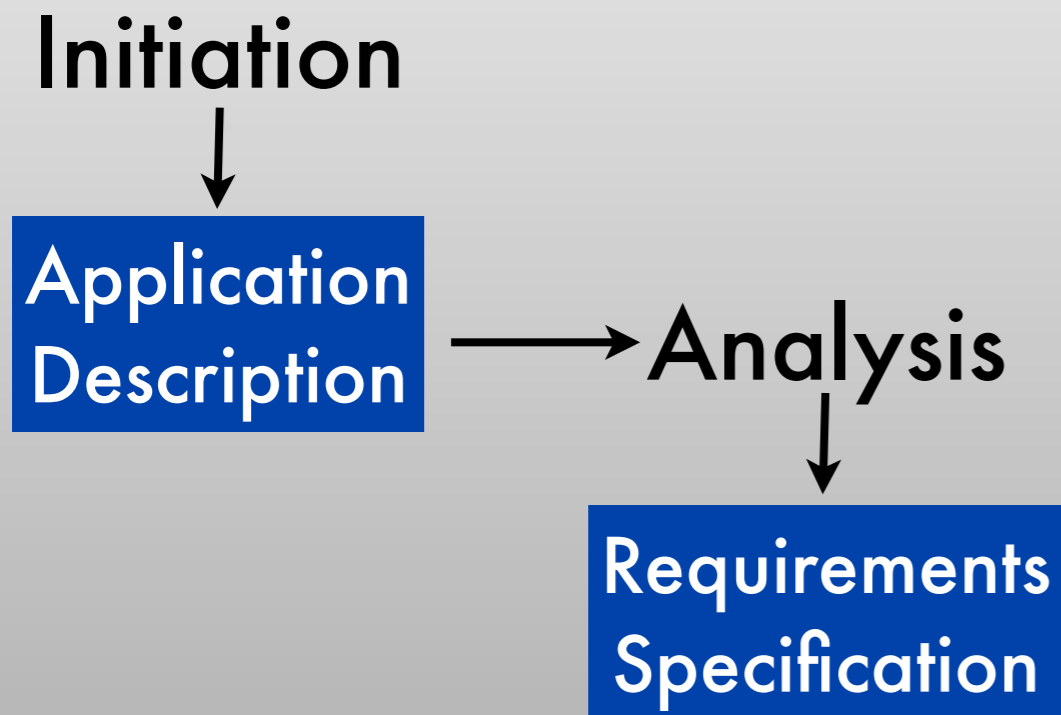 Initiation
Application
Description
Analysis
Requirements
Specification